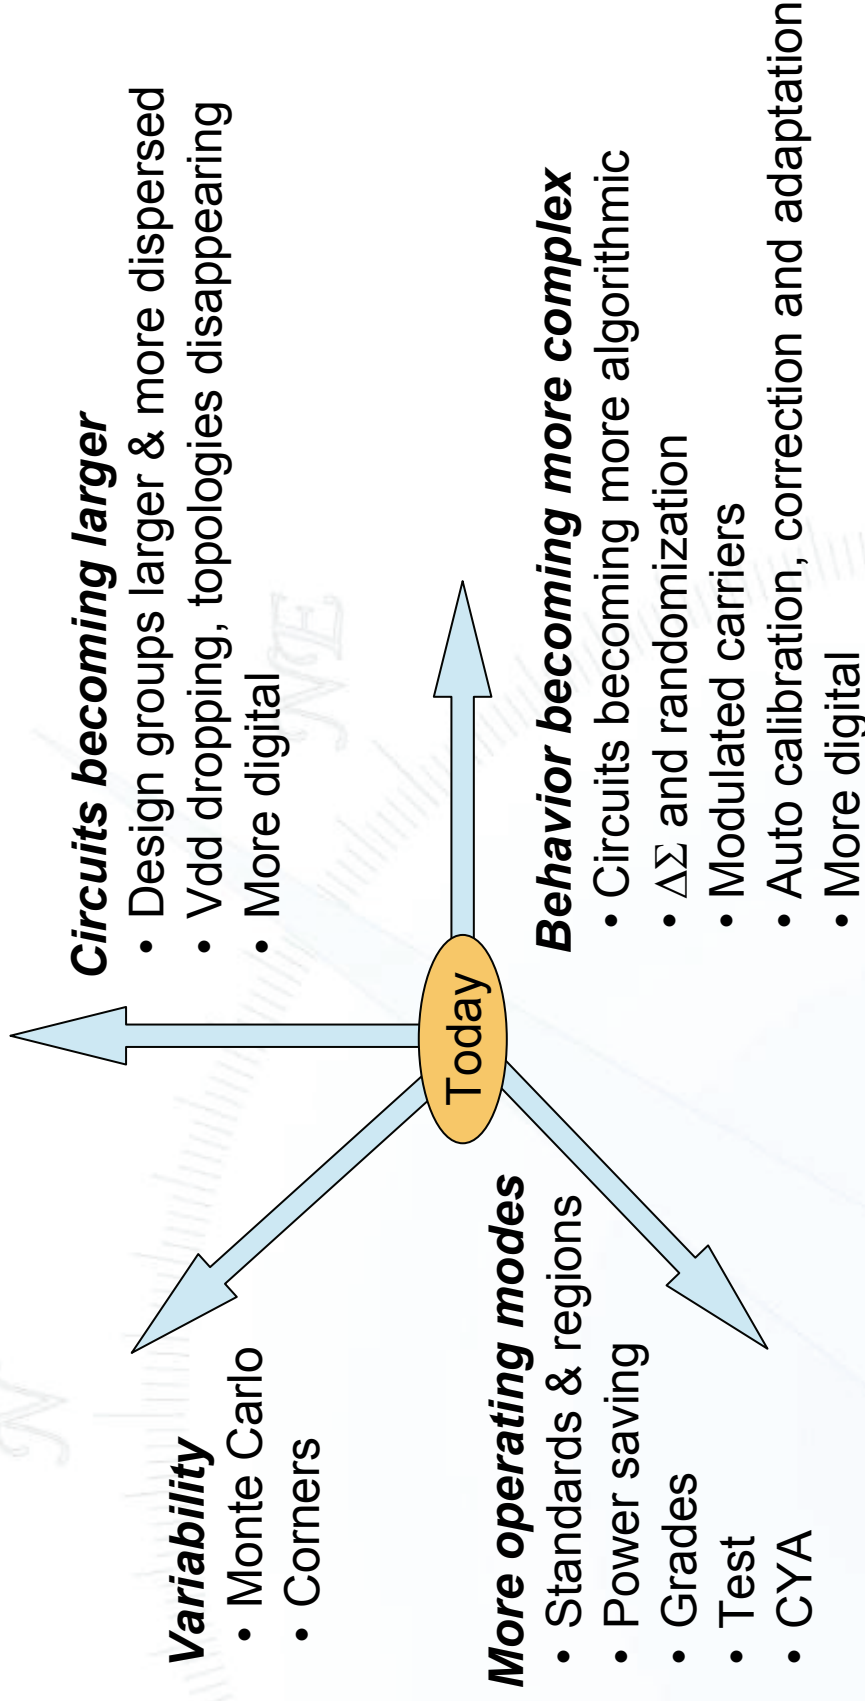 Circuits becoming larger
• Design groups larger & more dispersed
• Vdd dropping, topologies disappearing
• More digital
Variability
• Monte Carlo
• Corners
Today
More operating modes
• Standards & regions
• Power saving
• Grades
• Test
• CYA
Behavior becoming more complex
• Circuits becoming more algorithmic
• ΔΣ and randomization
• Modulated carriers
• Auto calibration, correction and adaptation
• More digital
N
NE